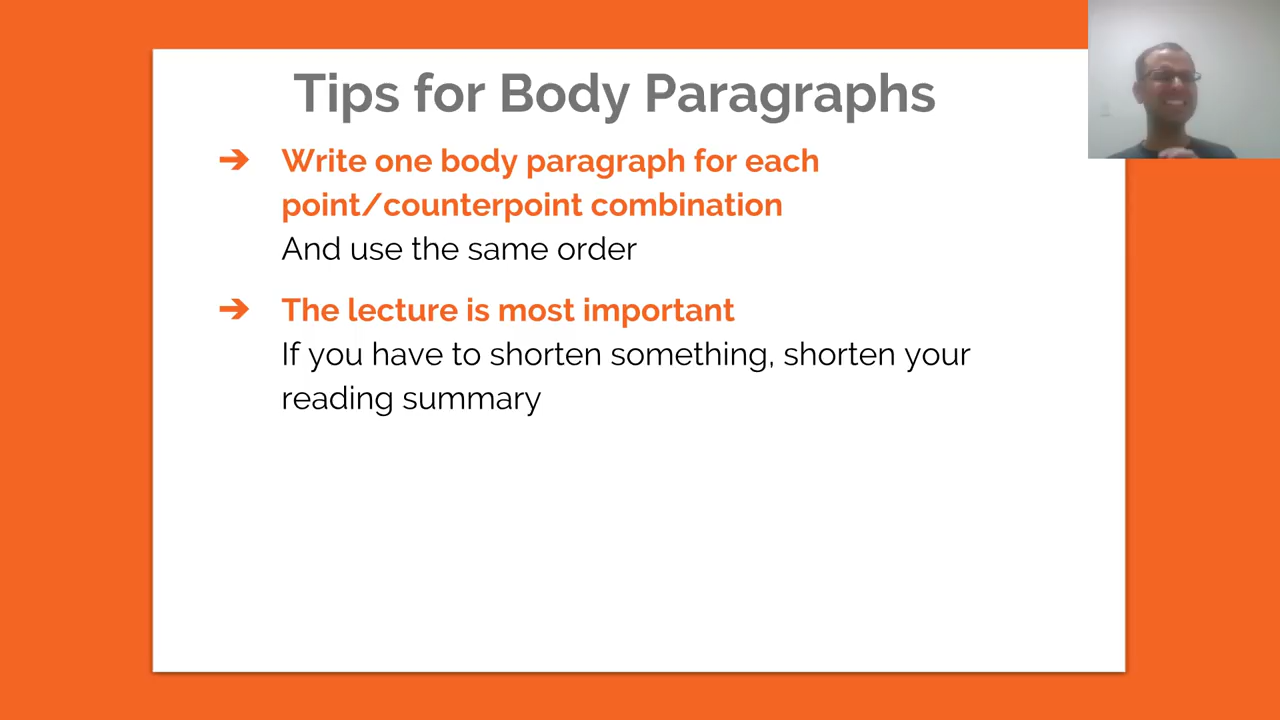 Tips for Body Paragraphs
➔ Write one body paragraph for each
point/counterpoint combination
And use the same order
➔ The lecture is most important
If you have to shorten something, shorten your
reading summary